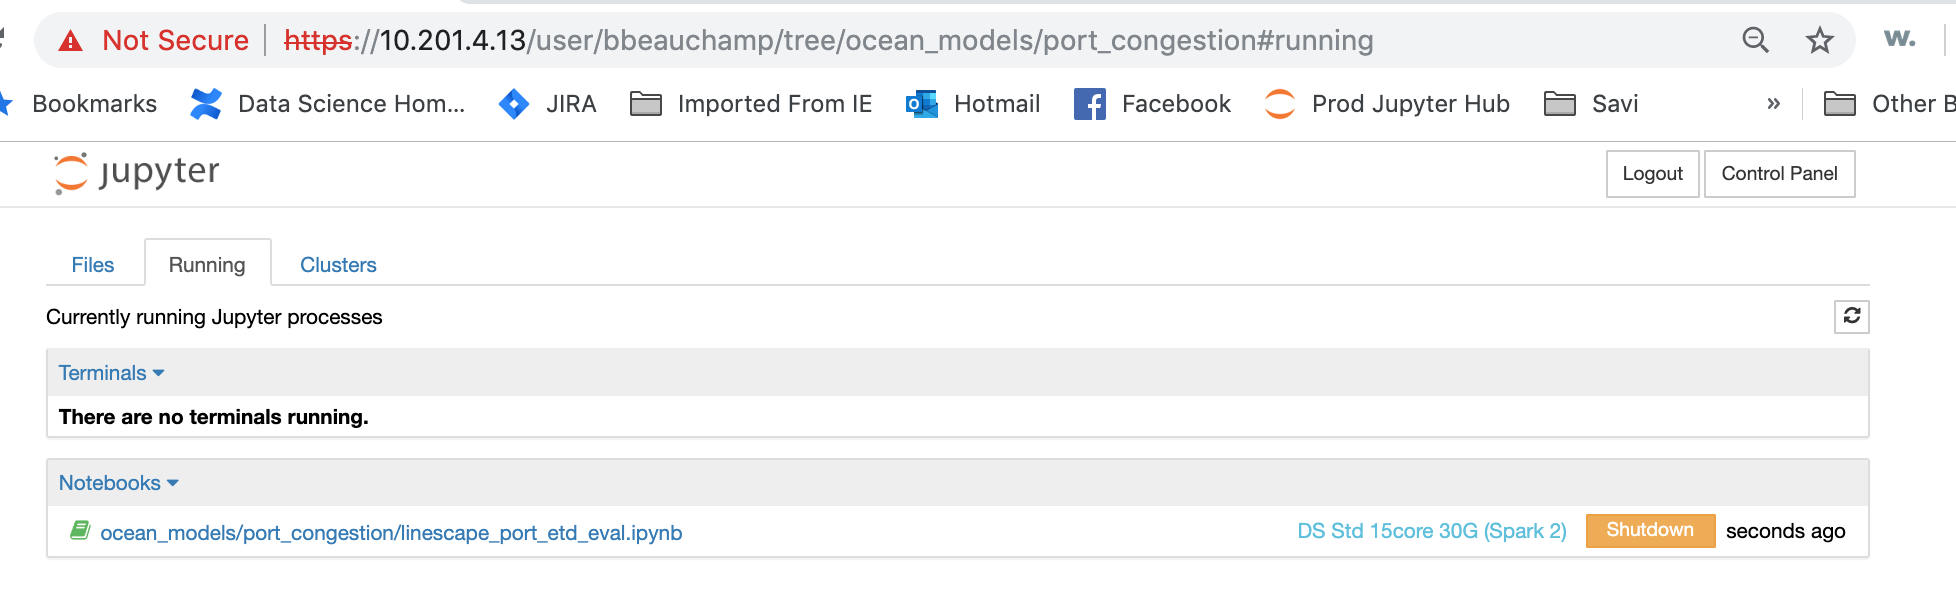 Not Secure https://10.201.4.13/user/bbeauchamp/tree/ocean_models/port_congestion#running w.
Bookmarks Data Science Hom... JIRA Imported From IE Hotmail Facebook Prod Jupyter Hub Savi » Other B
jupyter Logout Control Panel
Files Running Clusters
Currently running Jupyter processes
Terminals
There are no terminals running.
Notebooks
ocean_models/port_congestion/linescape_port_etd_eval.ipynb DS Std 15core 30G (Spark 2) Shutdown seconds ago